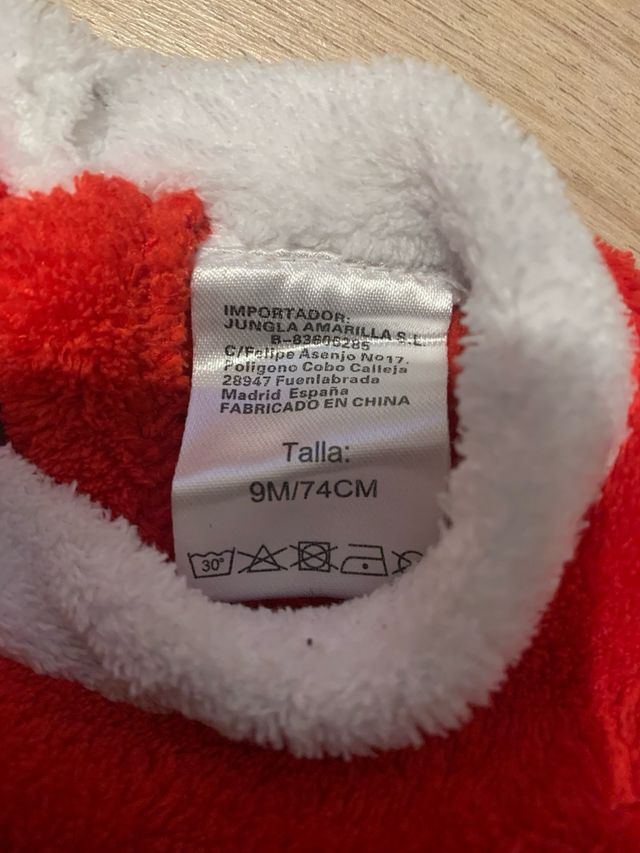 IMPORTADOR:
JUNGLA AMARILLA S.L.
B-83606285
C/Felipe Asenjo No17.
Poligono Cobo Calleja
28947 Fuenlabrada
Madrid España
FABRICADO EN CHINA
Talla:
9M/74CM
30°